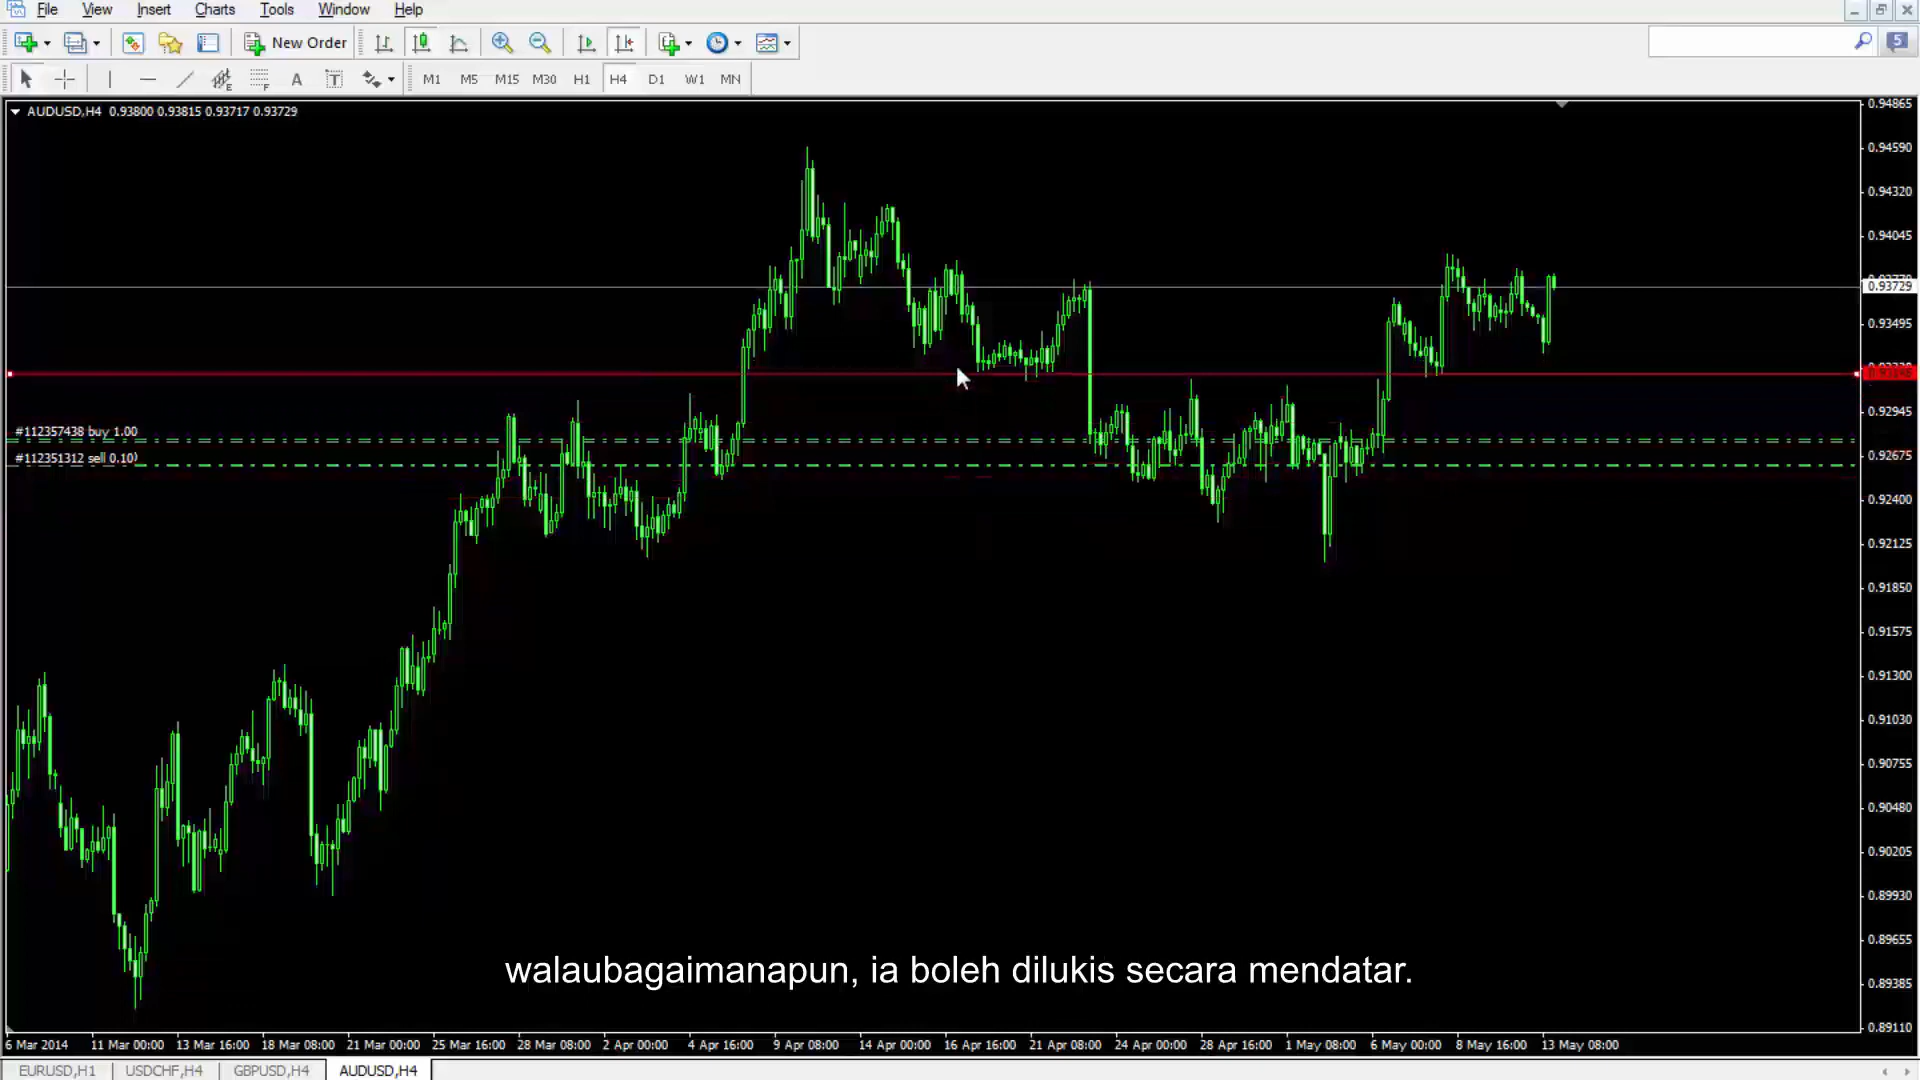 File View Insert Charts Tools Window Help
New Order
5
A T M1 M5 M15 M30 H1 H4 D1 W1 MN
AUDUSD,H4 0.93800 0.93815 0.93717 0.93729
0.94865
0.94590
0.94320
0.94045
0.93729
0.93495
0.92945
0.92675
0.92400
0.92125
0.91850
0.91575
0.91300
0.91030
0.90755
0.90480
0.90205
0.89930
0.89655
0.89385
0.89110
#112357438 buy 1.00
#112351312 sell 0.10)
walaubagaimanapun, ia boleh dilukis secara mendatar.
6 Mar 2014 11 Mar 00:00 13 Mar 16:00 18 Mar 08:00 21 Mar 00:00 25 Mar 16:00 28 Mar 08:00 2 Apr 00:00 4 Apr 16:00 9 Apr 08:00 14 Apr 00:00 16 Apr 16:00 21 Apr 08:00 24 Apr 00:00 28 Apr 16:00 1 May 08:00 6 May 00:00 8 May 16:00 13 May 08:00
EURUSD,H1 USDCHF,H4 GBPUSD,H4 AUDUSD,H4